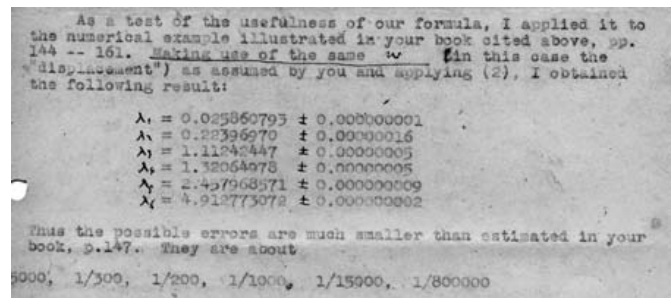 As a test of the usefulness of our formula, I applied it to
the numerical example illustrated in your book cited above, pp.
144 -- 161. Making use of the same w (in this case the
"displacement") as assumed by you and applying (2), I obtained
the following result:
λ₁ = 0.025860793 ± 0.000000001
λ₂ = 0.22396970 ± 0.00000016
λ₃ = 1.11242447 ± 0.00000005
λ₄ = 1.32064978 ± 0.00000005
λ₅ = 2.457968571 ± 0.000000009
λ₆ = 4.912773072 ± 0.000000002
Thus the possible errors are much smaller than estimated in your
book, p.147. They are about
5000, 1/300, 1/200, 1/1000, 1/15000, 1/800000